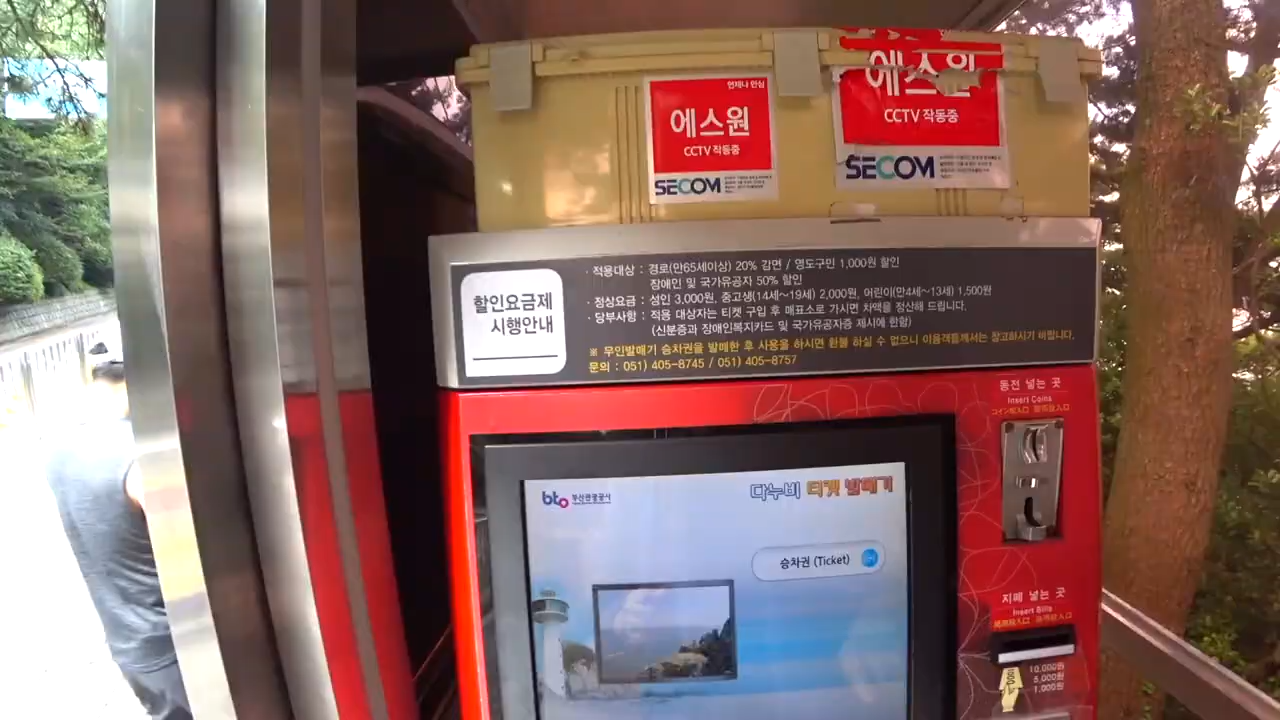 언제나 안심
에스원
CCTV 작동중
SECOM
에스원
CCTV 작동중
SECOM
할인요금제
시행안내
· 적용대상 : 경로(만65세이상) 20% 감면 / 영도구민 1,000원 할인
장애인 및 국가유공자 50% 할인
· 정상요금 : 성인 3,000원, 중고생(14세~19세) 2,000원, 어린이(만4세~13세) 1,500원
· 당부사항 : 적용 대상자는 티켓 구입 후 매표소로 가시면 차액을 정산해 드립니다.
(신분증과 장애인복지카드 및 국가유공자증 제시에 한함)
※ 무인발매기 승차권을 발매한 후 사용을 하시면 환불 하실 수 없으니 이용객들께서는 참고하시기 바랍니다.
문의 : 051) 405-8745 / 051) 405-8757
동전 넣는 곳
Insert Coins
bto 부산관광공사
다누비 티켓 발매기
승차권 (Ticket)
지폐 넣는 곳
Insert Bills
10,000원
5,000원
1,000원